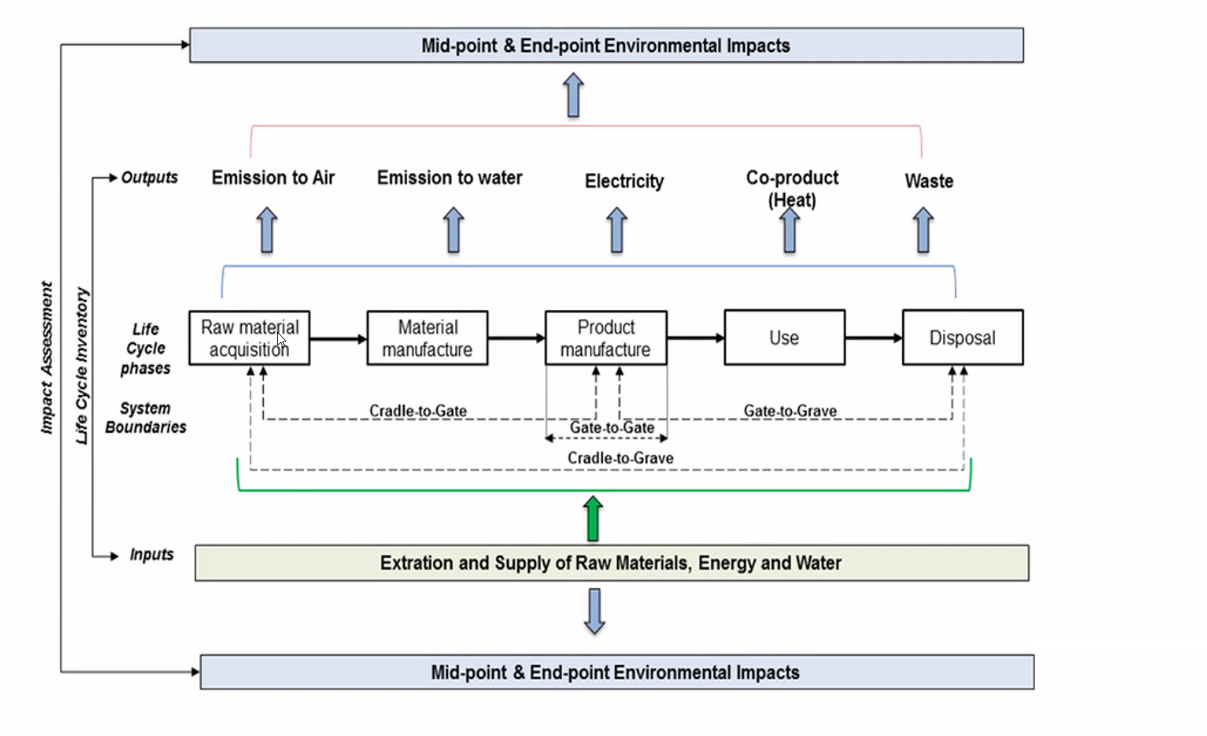 Mid-point & End-point Environmental Impacts
Outputs
Emission to Air
Emission to water
Electricity
Co-product
(Heat)
Waste
Impact Assessment
Life Cycle Inventory
Life
Cycle
phases
Raw material
acquisition
Material
manufacture
Product
manufacture
Use
Disposal
System
Boundaries
Cradle-to-Gate
Gate-to-Grave
Gate-to-Gate
Cradle-to-Grave
Inputs
Extration and Supply of Raw Materials, Energy and Water
Mid-point & End-point Environmental Impacts